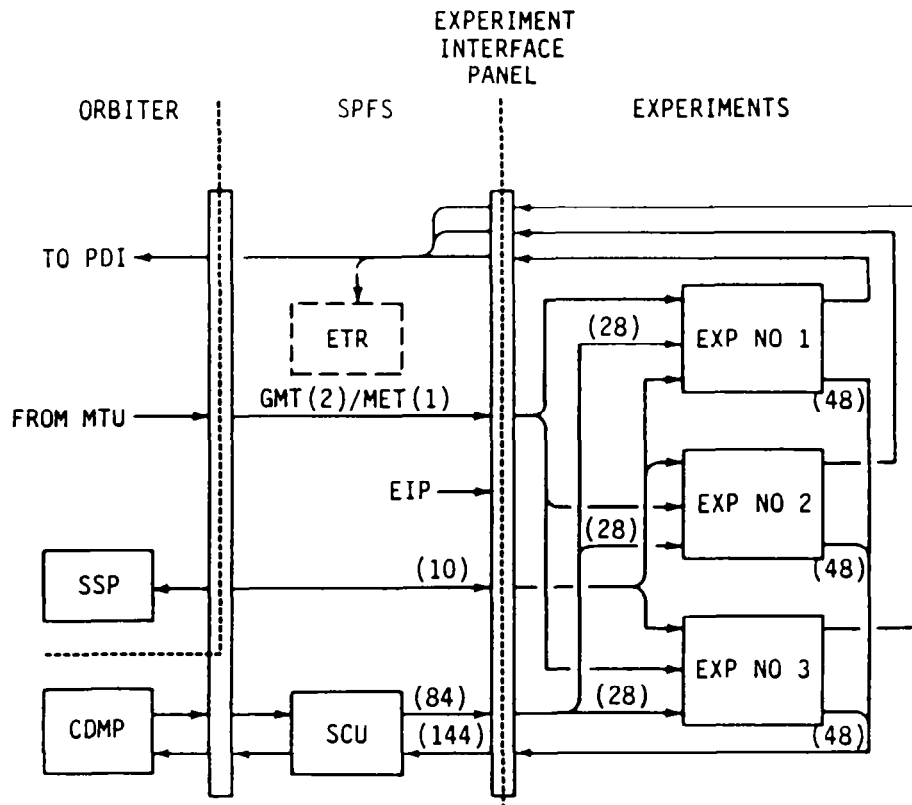 EXPERIMENT
INTERFACE
PANEL
ORBITER
SPFS
EXPERIMENTS
TO PDI
ETR
(28)
EXP NO 1
GMT(2)/MET(1)
FROM MTU
(48)
EIP
EXP NO 2
(28)
(48)
SSP
(10)
EXP NO 3
CDMP
SCU
(84)
(28)
(144)
(48)